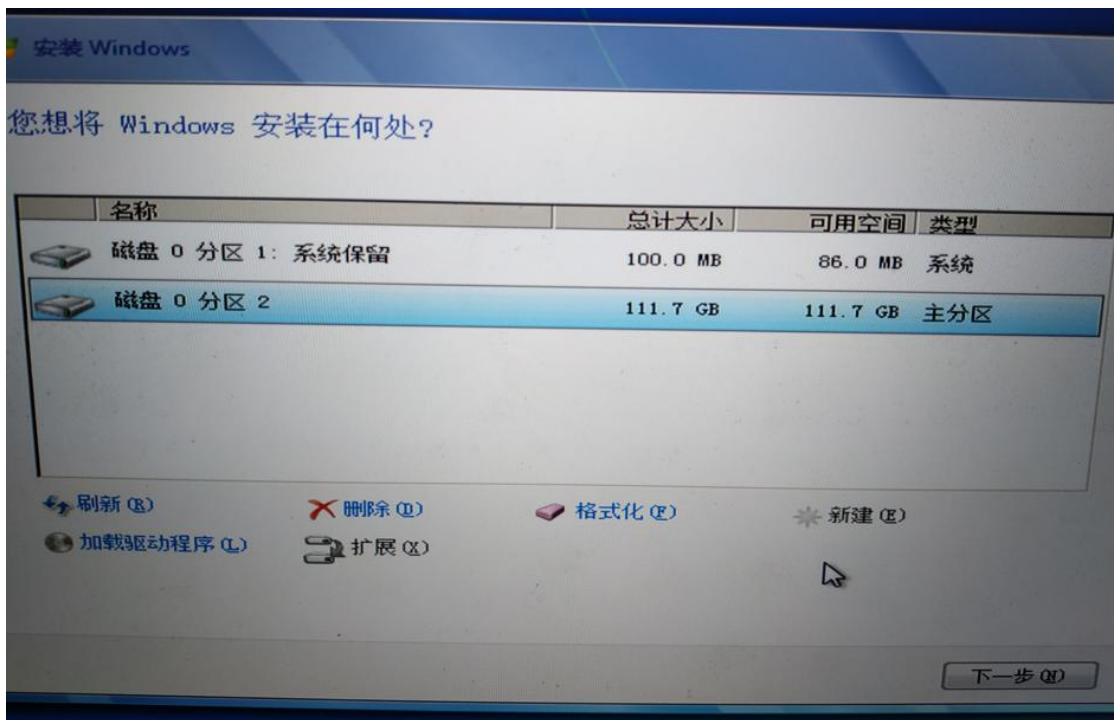 安装 Windows
您想将 Windows 安装在何处?
名称 总计大小 可用空间 类型
磁盘 0 分区 1: 系统保留 100.0 MB 86.0 MB 系统
磁盘 0 分区 2 111.7 GB 111.7 GB 主分区
刷新(R) 删除(D) 格式化(F) 新建(E)
加载驱动程序(L) 扩展(X)
下一步(N)